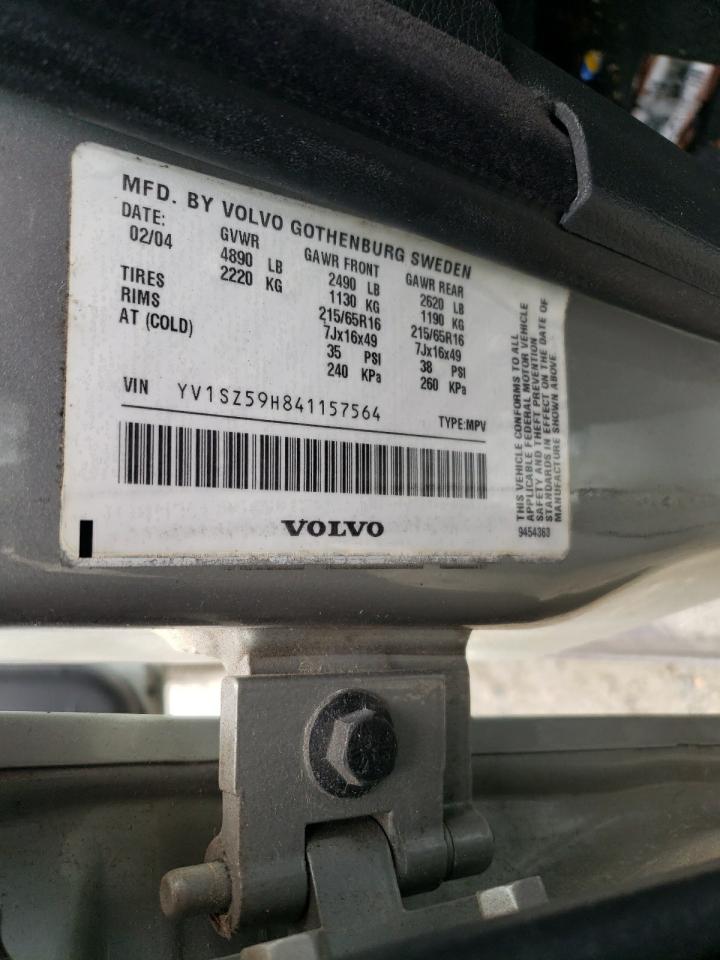 MFD. BY VOLVO GOTHENBURG SWEDEN
DATE: GVWR GAWR FRONT GAWR REAR
02/04 4890 LB 2490 LB 2620 LB
2220 KG 1130 KG 1190 KG
TIRES 215/65R16 215/65R16
RIMS 7Jx16x49 7Jx16x49
AT (COLD) 35 PSI 38 PSI
240 KPa 260 KPa
VIN YV1SZ59H841157564 TYPE:MPV
VOLVO
THIS VEHICLE CONFORMS TO ALL
APPLICABLE FEDERAL MOTOR VEHICLE
SAFETY AND THEFT PREVENTION
STANDARDS IN EFFECT ON THE DATE OF
MANUFACTURE SHOWN ABOVE.
9454363